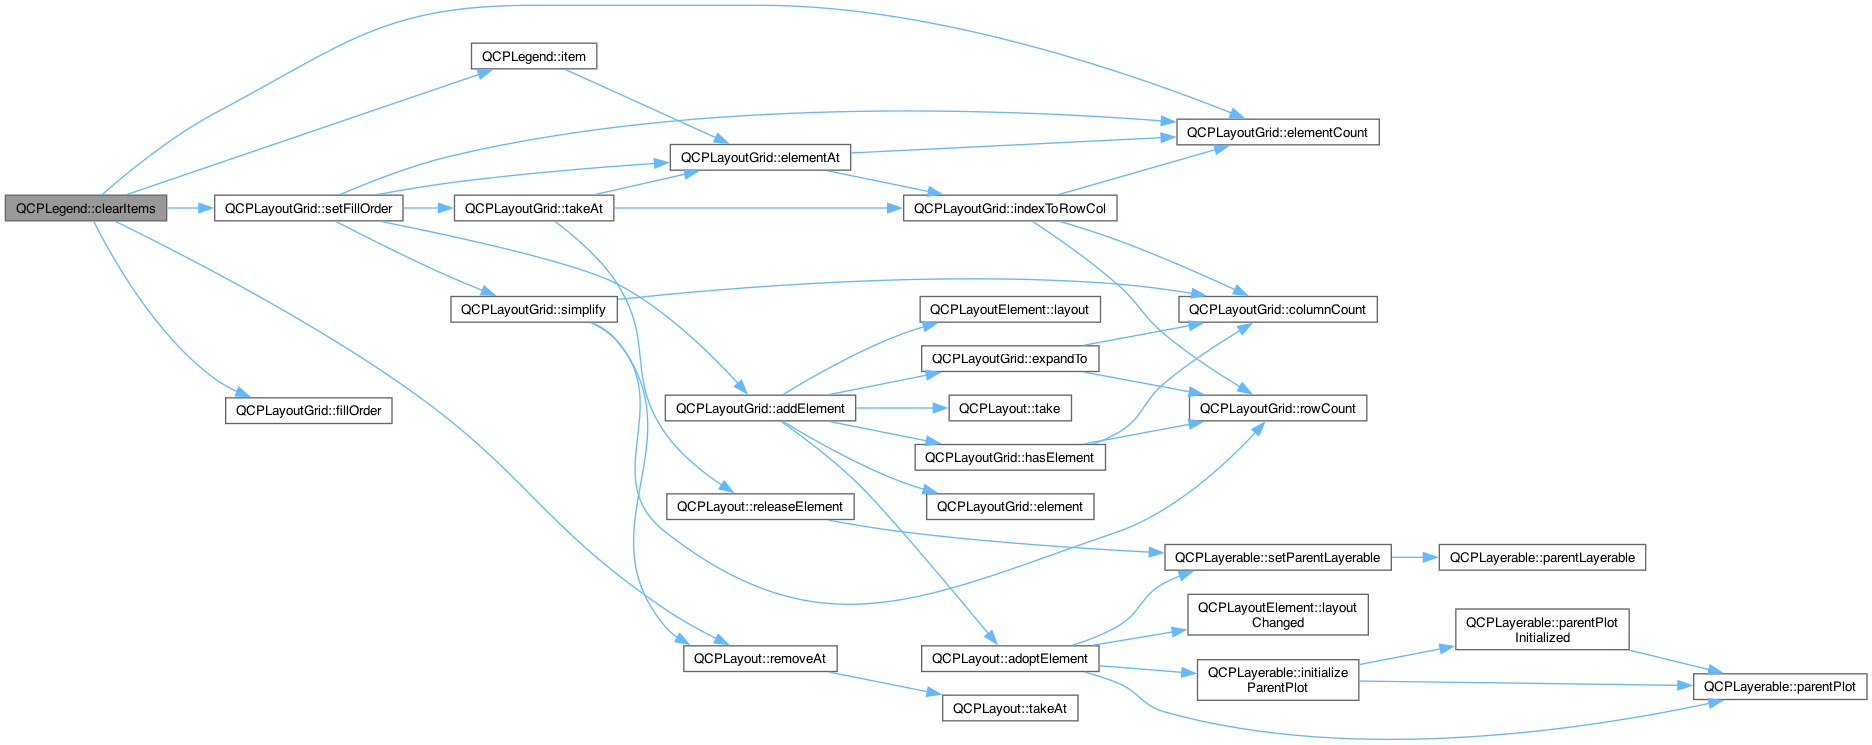 QCPLegend::clearItems
QCPLegend::item
QCPLayoutGrid::elementCount
QCPLayoutGrid::elementAt
QCPLayoutGrid::setFillOrder
QCPLayoutGrid::takeAt
QCPLayoutGrid::indexToRowCol
QCPLayoutGrid::simplify
QCPLayoutElement::layout
QCPLayoutGrid::columnCount
QCPLayoutGrid::expandTo
QCPLayoutGrid::fillOrder
QCPLayoutGrid::addElement
QCPLayout::take
QCPLayoutGrid::rowCount
QCPLayoutGrid::hasElement
QCPLayout::releaseElement
QCPLayoutGrid::element
QCPLayerable::setParentLayerable
QCPLayerable::parentLayerable
QCPLayoutElement::layout
Changed
QCPLayerable::parentPlot
Initialized
QCPLayout::removeAt
QCPLayout::adoptElement
QCPLayerable::initialize
ParentPlot
QCPLayerable::parentPlot
QCPLayout::takeAt